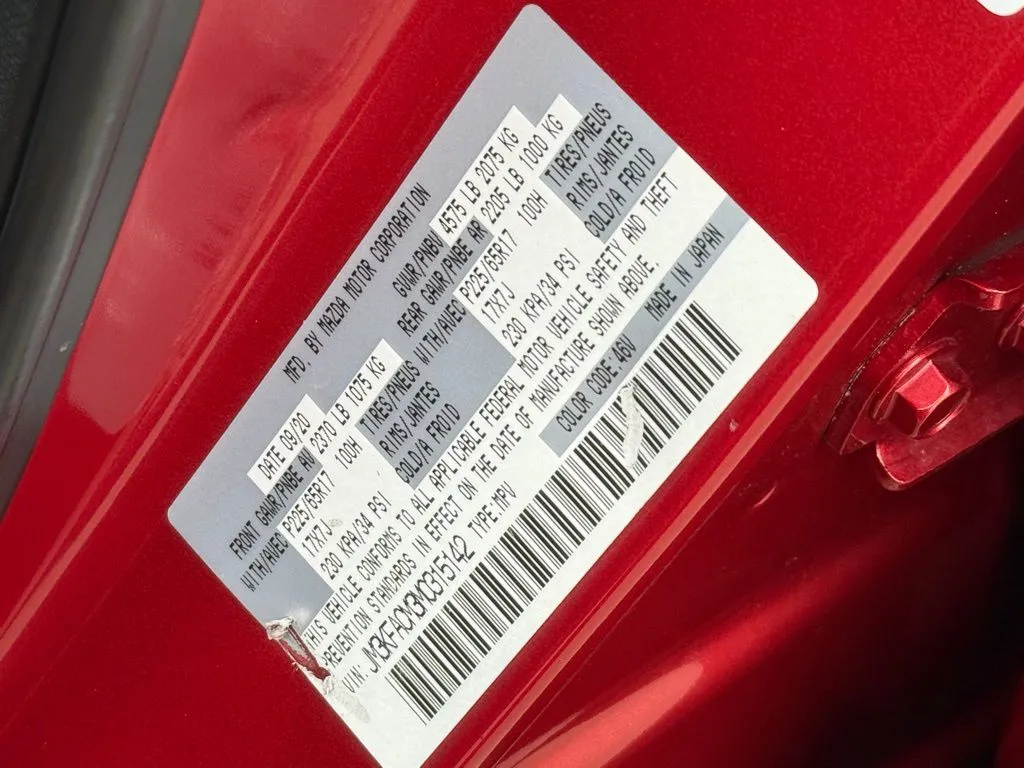 MFD. BY MAZDA MOTOR CORPORATION
DATE 09/20 GVWR/PNBV 4575 LB 2075 KG
FRONT GAWR/PNBE AV 2370 LB 1075 KG REAR GAWR/PNBE AR 2205 LB 1000 KG
WITH/AVEC P225/65R17 100H TIRES/PNEUS WITH/AVEC P225/65R17 100H TIRES/PNEUS
17X7J RIMS/JANTES 17X7J RIMS/JANTES
230 KPA/34 PSI COLD/A FROID 230 KPA/34 PSI COLD/A FROID
THIS VEHICLE CONFORMS TO ALL APPLICABLE FEDERAL MOTOR VEHICLE SAFETY AND THEFT
PREVENTION STANDARDS IN EFFECT ON THE DATE OF MANUFACTURE SHOWN ABOVE.
VIN: JM3KFACM3M0315142 TYPE:MPV COLOR CODE:46V MADE IN JAPAN